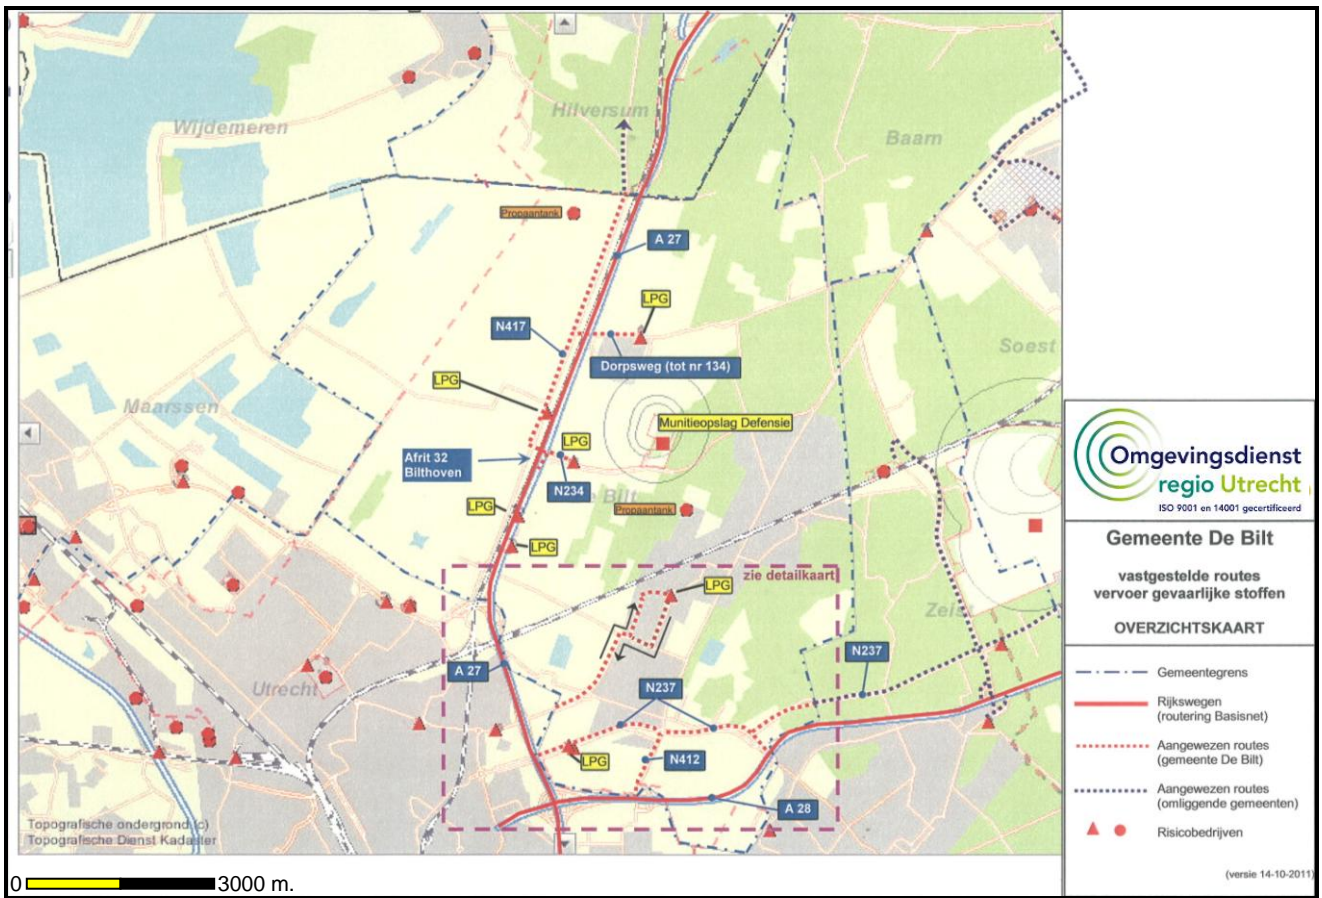 Wijdemeren
Hilversum
Baarn
Propaantank
A 27
LPG
N417
Dorpsweg (tot nr 134)
Soest
LPG
Maarssen
Munitieopslag Defensie
LPG
Afrit 32
Bilthoven
N234
De Bilt
LPG
Propaantank
LPG
zie detailkaart
LPG
Zeist
N237
A 27
Utrecht
N237
LPG
N412
A 28
Topografische ondergrond (c)
Topografische Dienst Kadaster
0 3000 m.
Omgevingsdienst
regio Utrecht
ISO 9001 en 14001 gecertificeerd
Gemeente De Bilt
vastgestelde routes
vervoer gevaarlijke stoffen
OVERZICHTSKAART
Gemeentegrens
Rijkswegen
(routering Basisnet)
Aangewezen routes
(gemeente De Bilt)
Aangewezen routes
(omliggende gemeenten)
Risicobedrijven
(versie 14-10-2011)